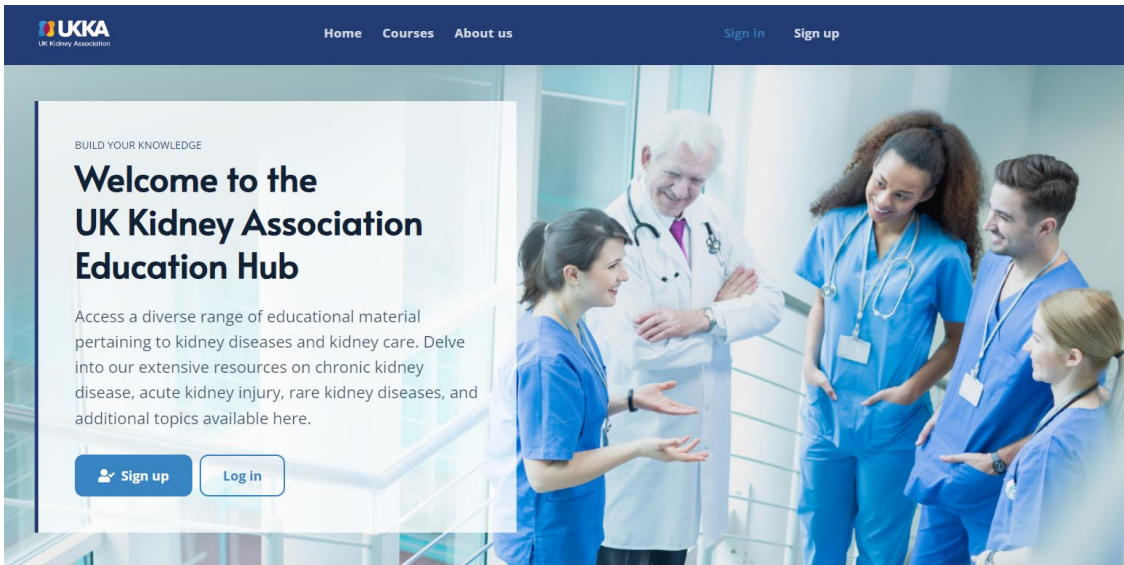 UKKA
UK Kidney Association
Home Courses About us Sign in Sign up
BUILD YOUR KNOWLEDGE
Welcome to the
UK Kidney Association
Education Hub
Access a diverse range of educational material
pertaining to kidney diseases and kidney care. Delve
into our extensive resources on chronic kidney
disease, acute kidney injury, rare kidney diseases, and
additional topics available here.
Sign up Log in